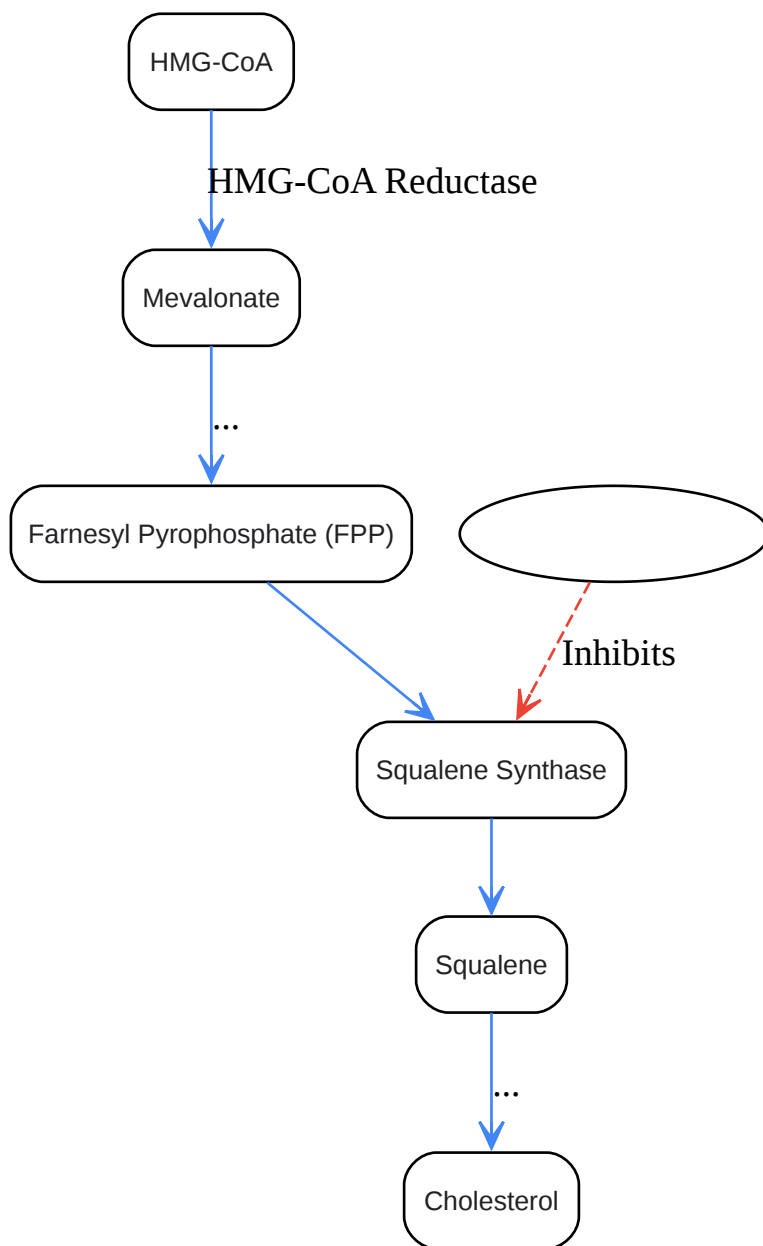 HMG-CoA
HMG-CoA Reductase
Mevalonate
...
Farnesyl Pyrophosphate (FPP)
Inhibits
Squalene Synthase
Squalene
...
Cholesterol